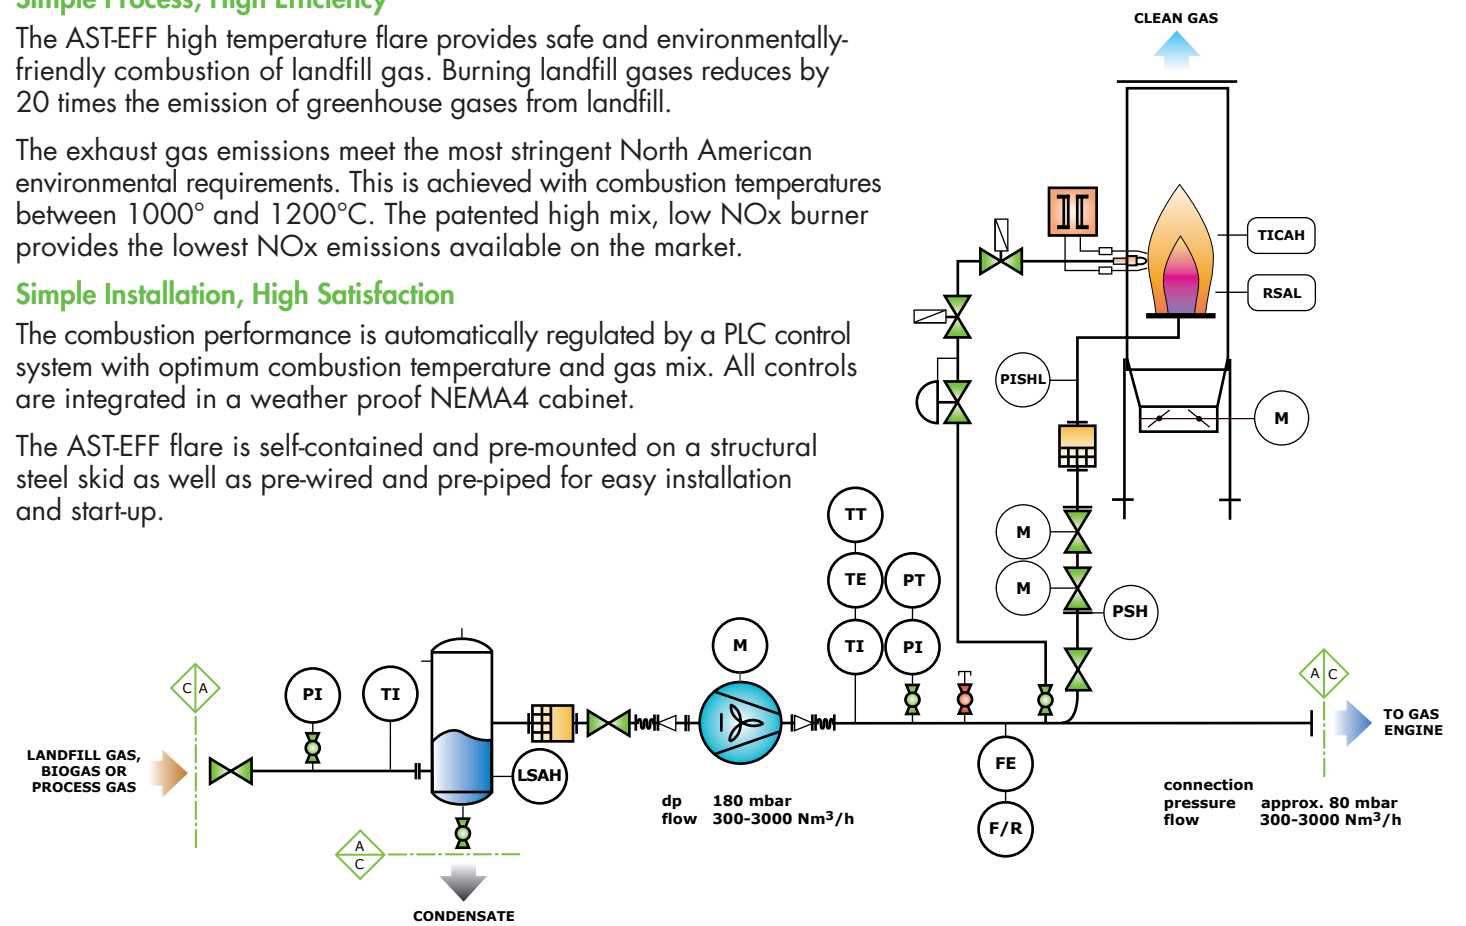 Simple Process, High Efficiency
The AST-EFF high temperature flare provides safe and environmentally-
friendly combustion of landfill gas. Burning landfill gases reduces by
20 times the emission of greenhouse gases from landfill.
The exhaust gas emissions meet the most stringent North American
environmental requirements. This is achieved with combustion temperatures
between 1000° and 1200°C. The patented high mix, low NOx burner
provides the lowest NOx emissions available on the market.
Simple Installation, High Satisfaction
The combustion performance is automatically regulated by a PLC control
system with optimum combustion temperature and gas mix. All controls
are integrated in a weather proof NEMA4 cabinet.
The AST-EFF flare is self-contained and pre-mounted on a structural
steel skid as well as pre-wired and pre-piped for easy installation
and start-up.
CLEAN GAS
TICAH
RSAL
PISHL
M
TT
M
TE
PT
M
PSH
TI
PI
M
C A
PI
TI
LANDFILL GAS,
BIOGAS OR
PROCESS GAS
LSAH
A
C
CONDENSATE
dp 180 mbar
flow 300-3000 Nm³/h
FE
F/R
A C
TO GAS
ENGINE
connection
pressure approx. 80 mbar
flow 300-3000 Nm³/h